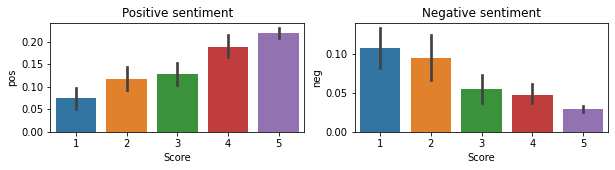 Positive sentiment
pos
0.20
0.15
0.10
0.05
0.00
1 2 3 4 5
Score
Negative sentiment
neg
0.10
0.05
0.00
1 2 3 4 5
Score